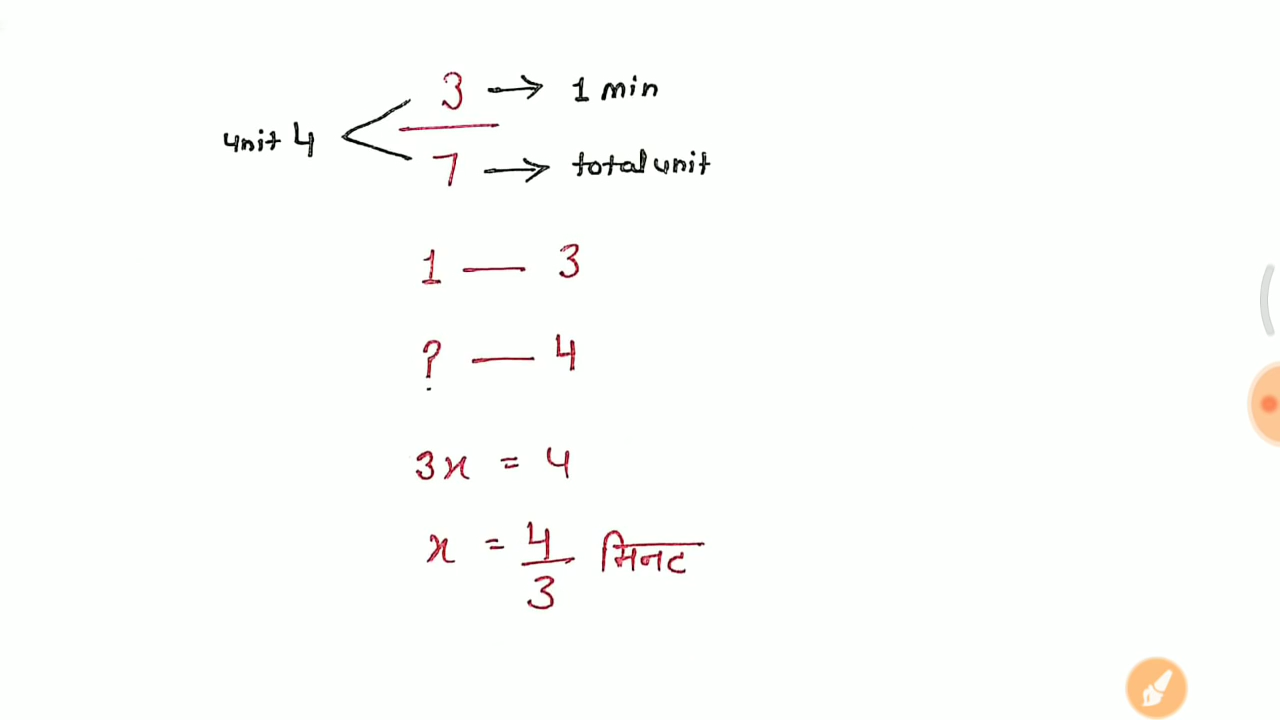 3 → 1 min
unit 4
7 → total unit
1 — 3
? — 4
3x = 4
x = 4/3 मिनट